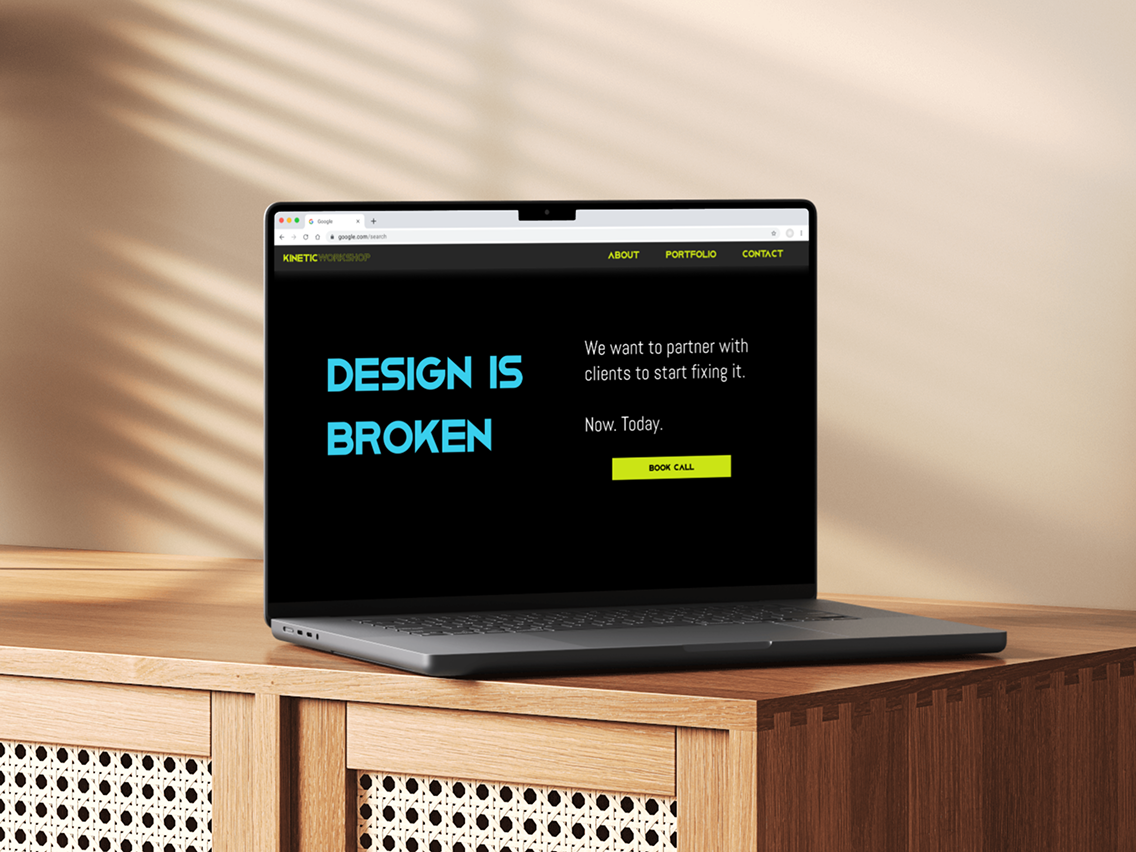 Google
google.com/search
KINETICWORKSHOP
ABOUT PORTFOLIO CONTACT
DESIGN IS
BROKEN
We want to partner with
clients to start fixing it.
Now. Today.
BOOK CALL